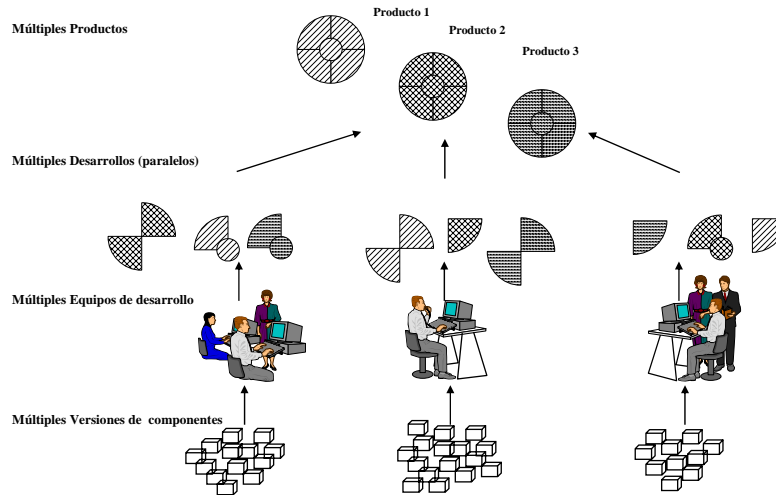 Producto 1
Múltiples Productos
Producto 2
Producto 3
Múltiples Desarrollos (paralelos)
Múltiples Equipos de desarrollo
Múltiples Versiones de componentes